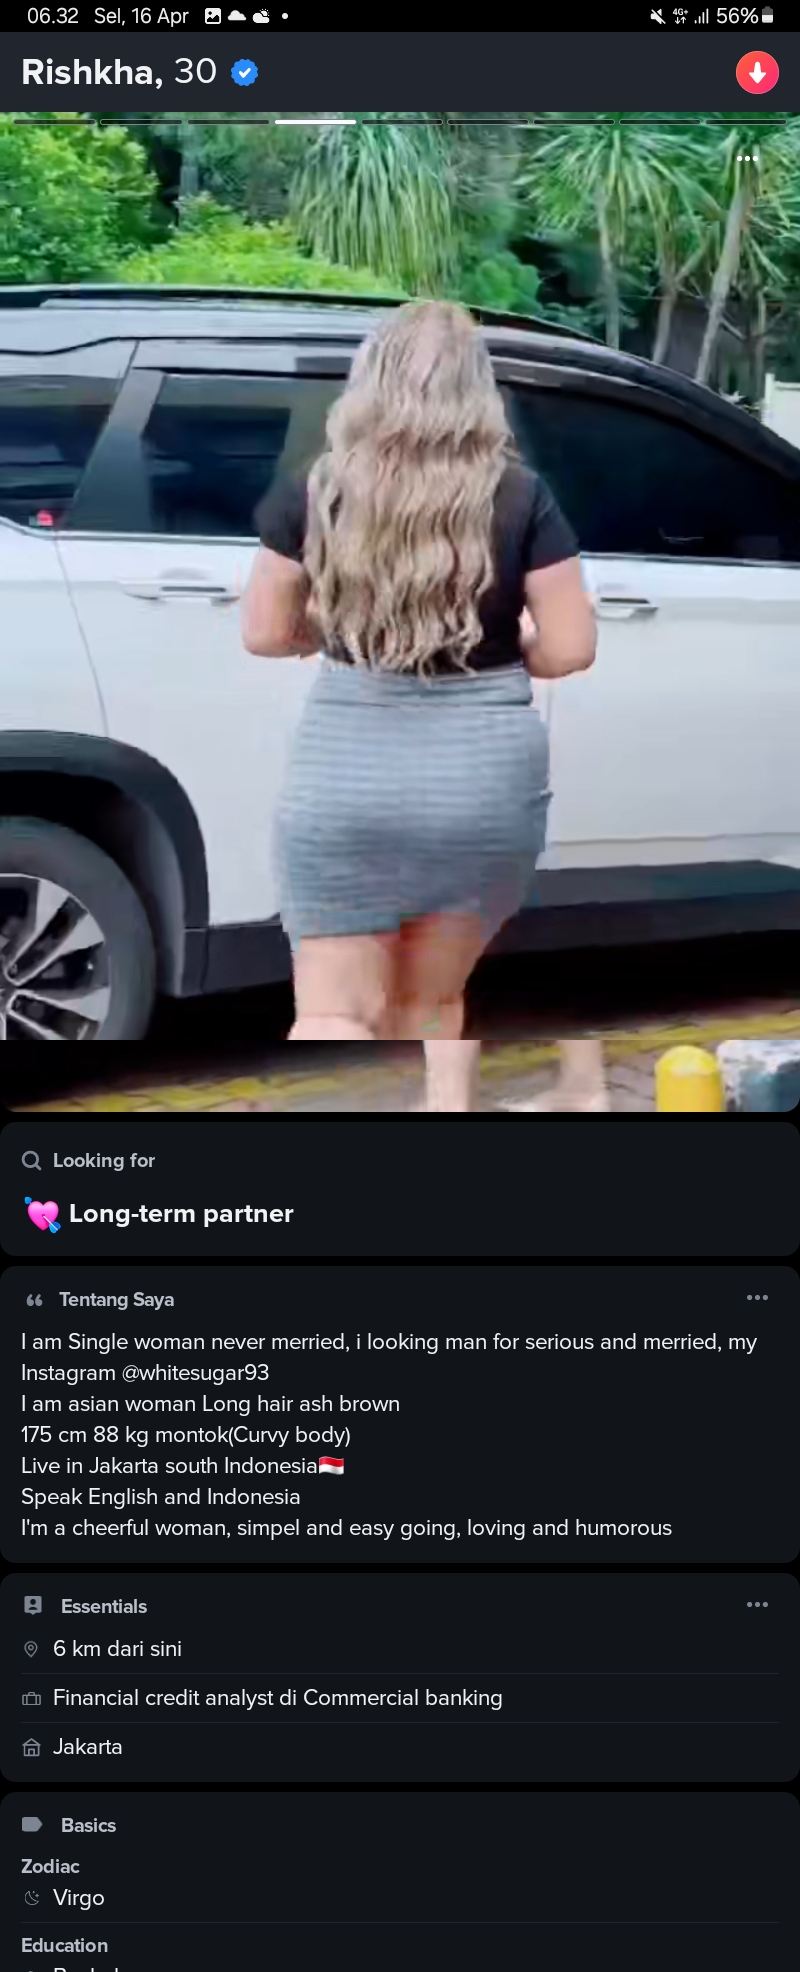 06.32 Sel, 16 Apr
4G+ 56%
Rishkha, 30
Looking for
💘 Long-term partner
Tentang Saya
I am Single woman never merried, i looking man for serious and merried, my
Instagram @whitesugar93
I am asian woman Long hair ash brown
175 cm 88 kg montok(Curvy body)
Live in Jakarta south Indonesia🇮🇩
Speak English and Indonesia
I'm a cheerful woman, simpel and easy going, loving and humorous
Essentials
6 km dari sini
Financial credit analyst di Commercial banking
Jakarta
Basics
Zodiac
Virgo
Education